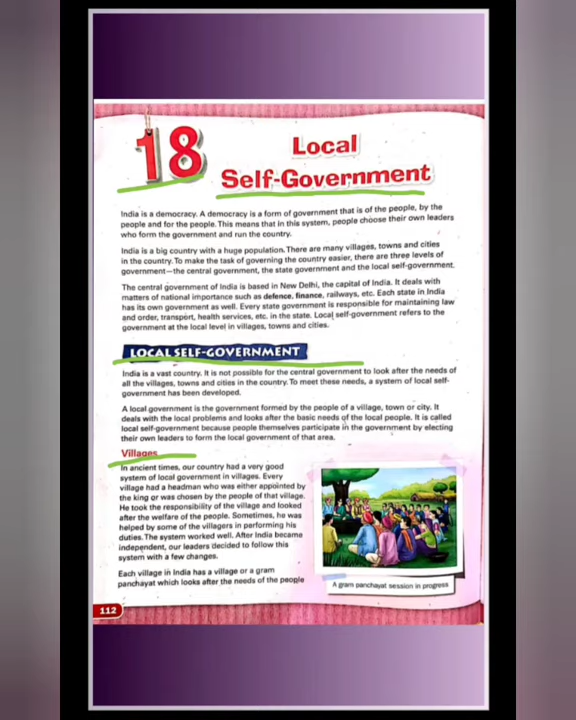 18
Local
Self-Government
India is a democracy. A democracy is a form of government that is of the people, by the
people and for the people. This means that in this system, people choose their own leaders
who form the government and run the country.
India is a big country with a huge population. There are many villages, towns and cities
in the country. To make the task of governing the country easier, there are three levels of
government—the central government, the state government and the local self-government.
The central government of India is based in New Delhi, the capital of India. It deals with
matters of national importance such as defence, finance, railways, etc. Each state in India
has its own government as well. Every state government is responsible for maintaining law
and order, transport, health services, etc. in the state. Local self-government refers to the
government at the local level in villages, towns and cities.
LOCAL SELF-GOVERNMENT
India is a vast country. It is not possible for the central government to look after the needs of
all the villages, towns and cities in the country. To meet these needs, a system of local self-
government has been developed.
A local government is the government formed by the people of a village, town or city. It
deals with the local problems and looks after the basic needs of the local people. It is called
local self-government because people themselves participate in the government by electing
their own leaders to form the local government of that area.
Villages
In ancient times, our country had a very good
system of local government in villages. Every
village had a headman who was either appointed by
the king or was chosen by the people of that village.
He took the responsibility of the village and looked
after the welfare of the people. Sometimes, he was
helped by some of the villagers in performing his
duties. The system worked well. After India became
independent, our leaders decided to follow this
system with a few changes.
Each village in India has a village or a gram
panchayat which looks after the needs of the people
A gram panchayat session in progress
112